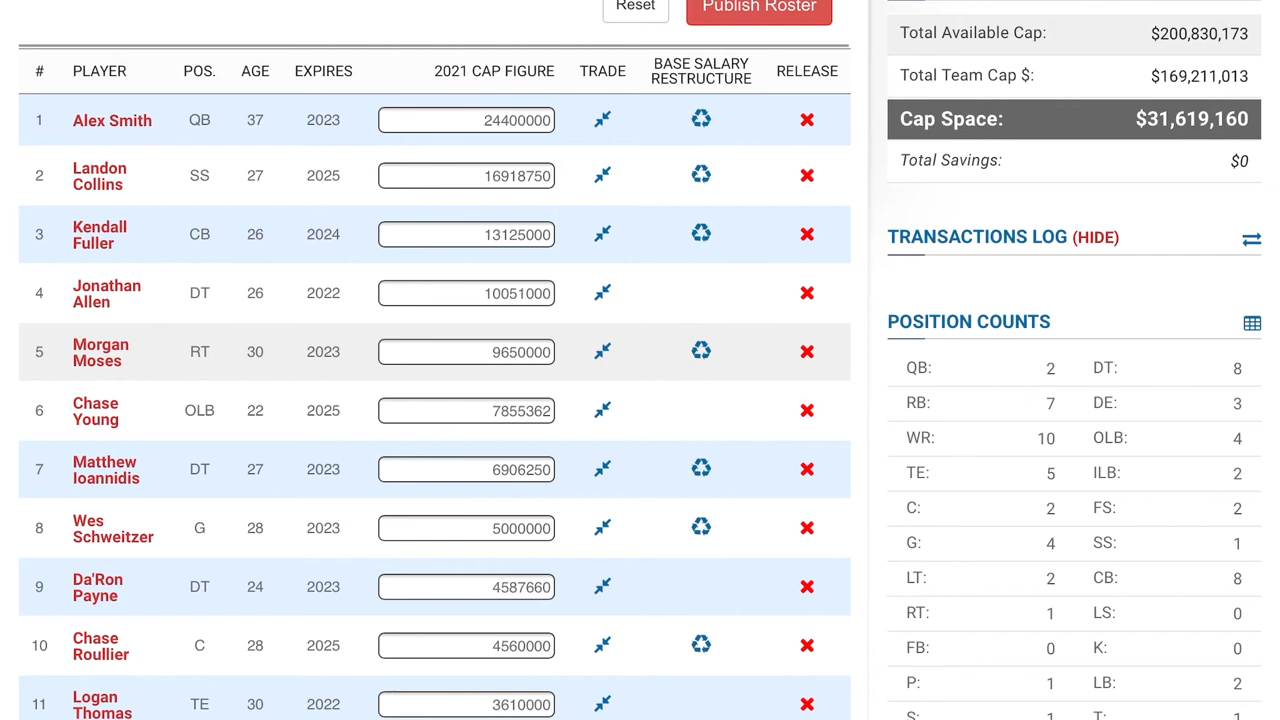 Reset
Publish Roster
# PLAYER POS. AGE EXPIRES 2021 CAP FIGURE TRADE BASE SALARY RESTRUCTURE RELEASE
1 Alex Smith QB 37 2023 24400000
2 Landon Collins SS 27 2025 16918750
3 Kendall Fuller CB 26 2024 13125000
4 Jonathan Allen DT 26 2022 10051000
5 Morgan Moses RT 30 2023 9650000
6 Chase Young OLB 22 2025 7855362
7 Matthew Ioannidis DT 27 2023 6906250
8 Wes Schweitzer G 28 2023 5000000
9 Da'Ron Payne DT 24 2023 4587660
10 Chase Roullier C 28 2025 4560000
11 Logan Thomas TE 30 2022 3610000
Total Available Cap: $200,830,173
Total Team Cap $: $169,211,013
Cap Space: $31,619,160
Total Savings: $0
TRANSACTIONS LOG (HIDE)
POSITION COUNTS
QB: 2 DT: 8
RB: 7 DE: 3
WR: 10 OLB: 4
TE: 5 ILB: 2
C: 2 FS: 2
G: 4 SS: 1
LT: 2 CB: 8
RT: 1 LS: 0
FB: 0 K: 0
P: 1 LB: 2
S: 1 T: 1